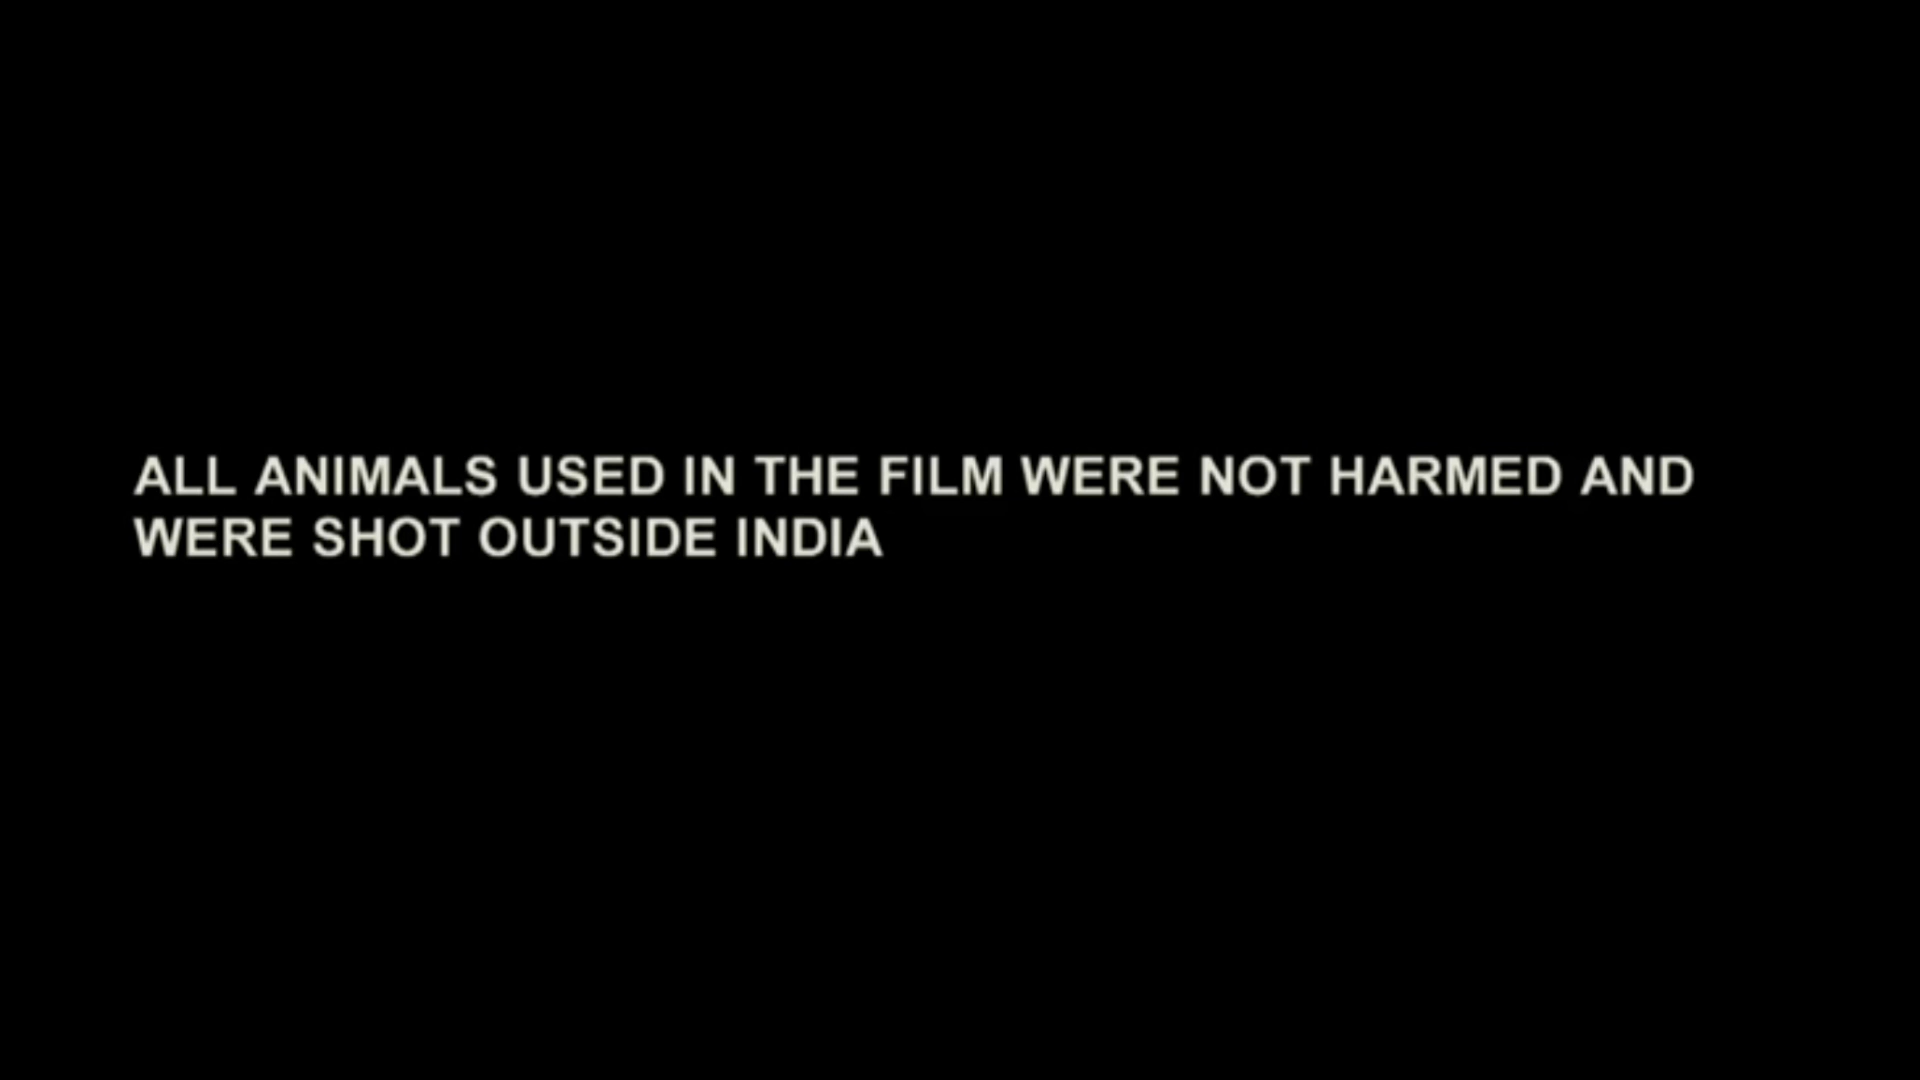 ALL ANIMALS USED IN THE FILM WERE NOT HARMED AND
WERE SHOT OUTSIDE INDIA